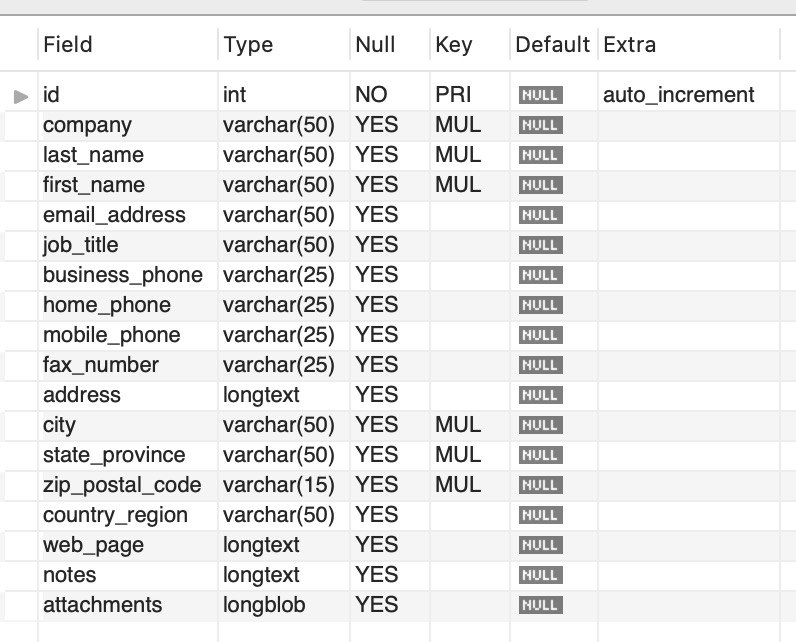 Field Type Null Key Default Extra
id int NO PRI NULL auto_increment
company varchar(50) YES MUL NULL
last_name varchar(50) YES MUL NULL
first_name varchar(50) YES MUL NULL
email_address varchar(50) YES NULL
job_title varchar(50) YES NULL
business_phone varchar(25) YES NULL
home_phone varchar(25) YES NULL
mobile_phone varchar(25) YES NULL
fax_number varchar(25) YES NULL
address longtext YES NULL
city varchar(50) YES MUL NULL
state_province varchar(50) YES MUL NULL
zip_postal_code varchar(15) YES MUL NULL
country_region varchar(50) YES NULL
web_page longtext YES NULL
notes longtext YES NULL
attachments longblob YES NULL